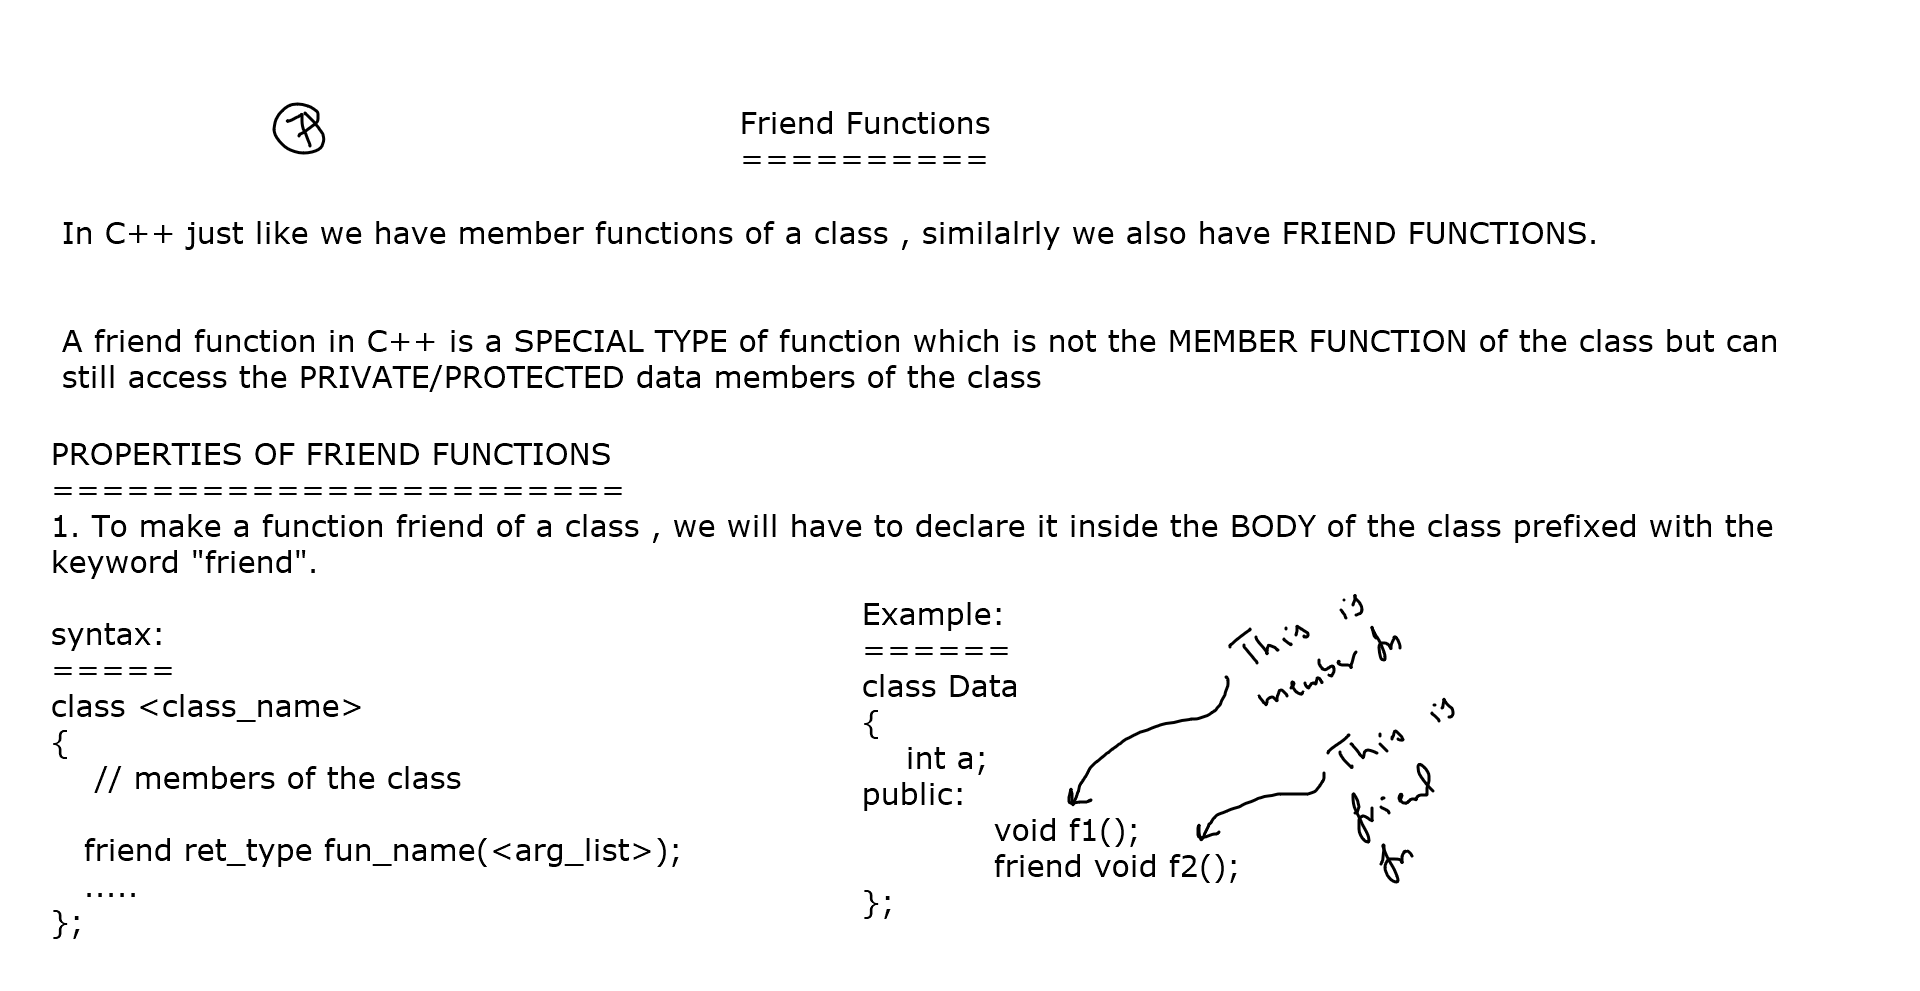 Friend Functions
==========
In C++ just like we have member functions of a class , similalrly we also have FRIEND FUNCTIONS.
A friend function in C++ is a SPECIAL TYPE of function which is not the MEMBER FUNCTION of the class but can
still access the PRIVATE/PROTECTED data members of the class
PROPERTIES OF FRIEND FUNCTIONS
=======================
1. To make a function friend of a class , we will have to declare it inside the BODY of the class prefixed with the
keyword "friend".
syntax:
=====
class <class_name>
{
// members of the class
friend ret_type fun_name(<arg_list>);
.....
};
Example:
======
class Data
{
int a;
public:
void f1();
friend void f2();
};
This is
member fn
This is
friend
fn